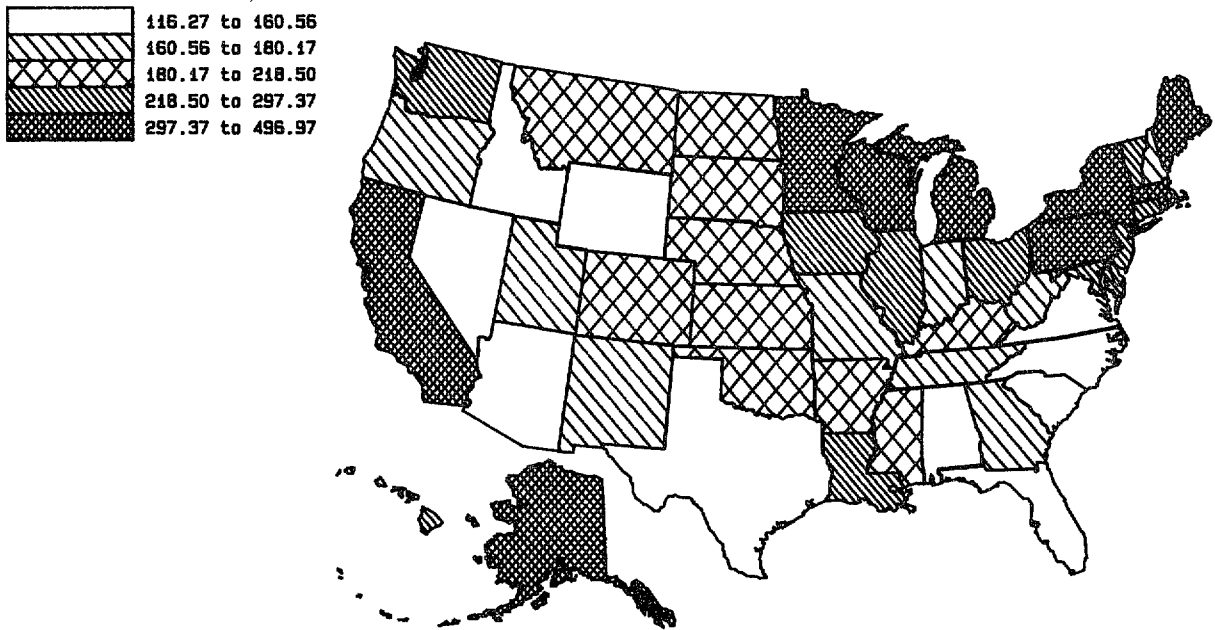 116.27 to 160.56
160.56 to 180.17
180.17 to 218.50
218.50 to 297.37
297.37 to 496.97